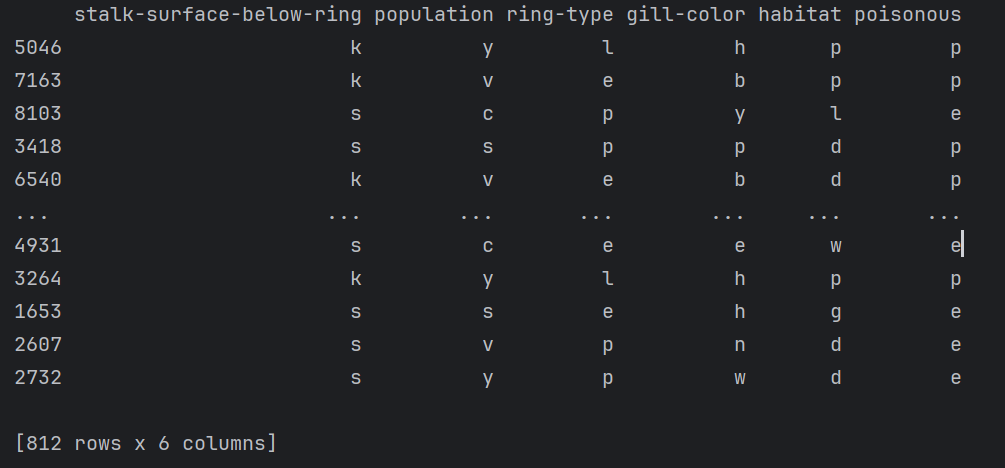 stalk-surface-below-ring population ring-type gill-color habitat poisonous
5046 k y l h p p
7163 k v e b p p
8103 s c p y l e
3418 s s p p d p
6540 k v e b d p
... ... ... ... ... ... ...
4931 s c e e w e
3264 k y l h p p
1653 s s e h g e
2607 s v p n d e
2732 s y p w d e
[812 rows x 6 columns]